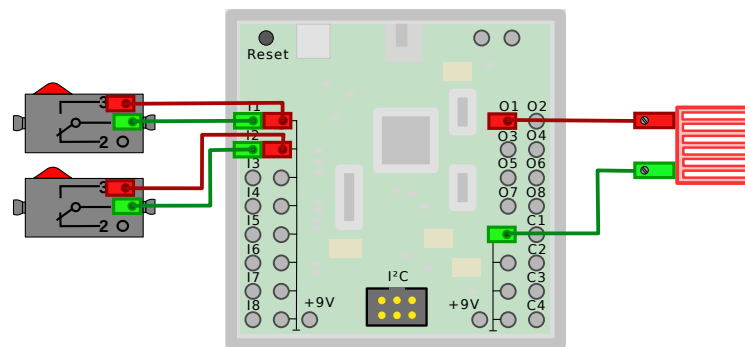 Reset
3
2
3
2
I1
I2
I3
I4
I5
I6
I7
I8
+9V
I²C
+9V
O1 O2
O3 O4
O5 O6
O7 O8
C1
C2
C3
C4